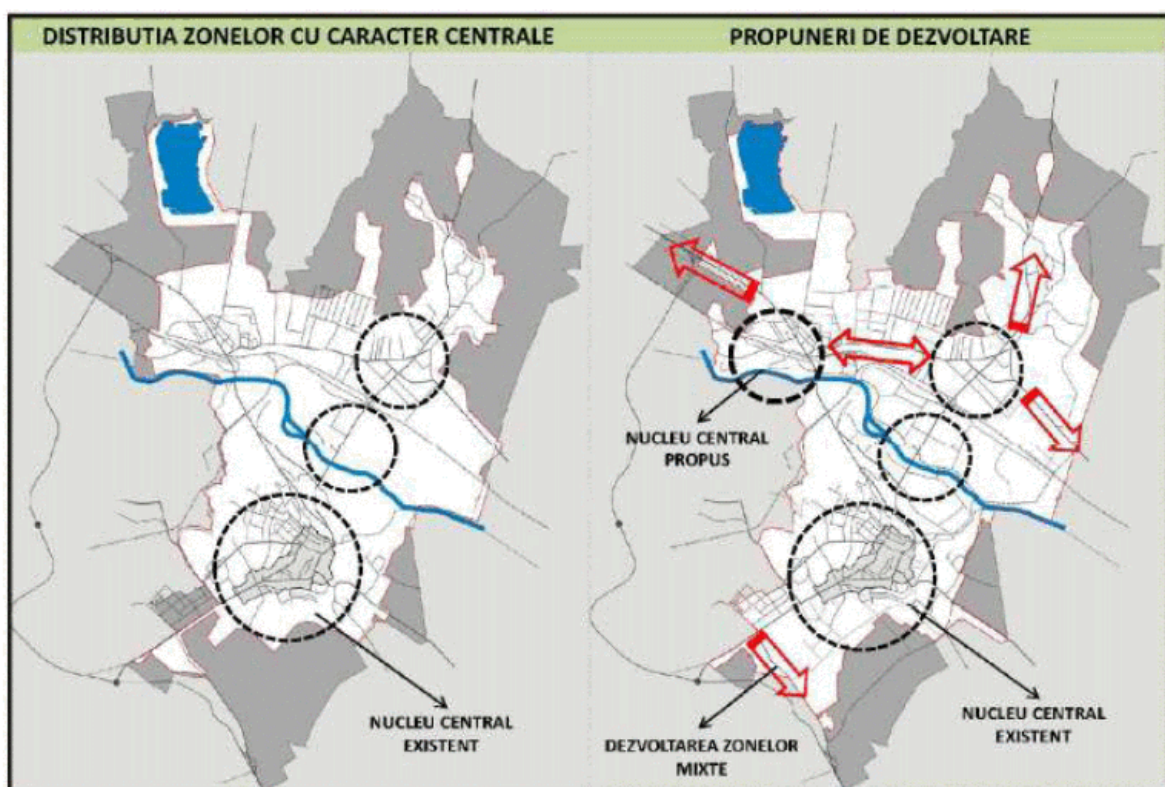 DISTRIBUTIA ZONELOR CU CARACTER CENTRALE
PROPUNERI DE DEZVOLTARE
NUCLEU CENTRAL
EXISTENT
NUCLEU CENTRAL
PROPUS
DEZVOLTAREA ZONELOR
MIXTE
NUCLEU CENTRAL
EXISTENT